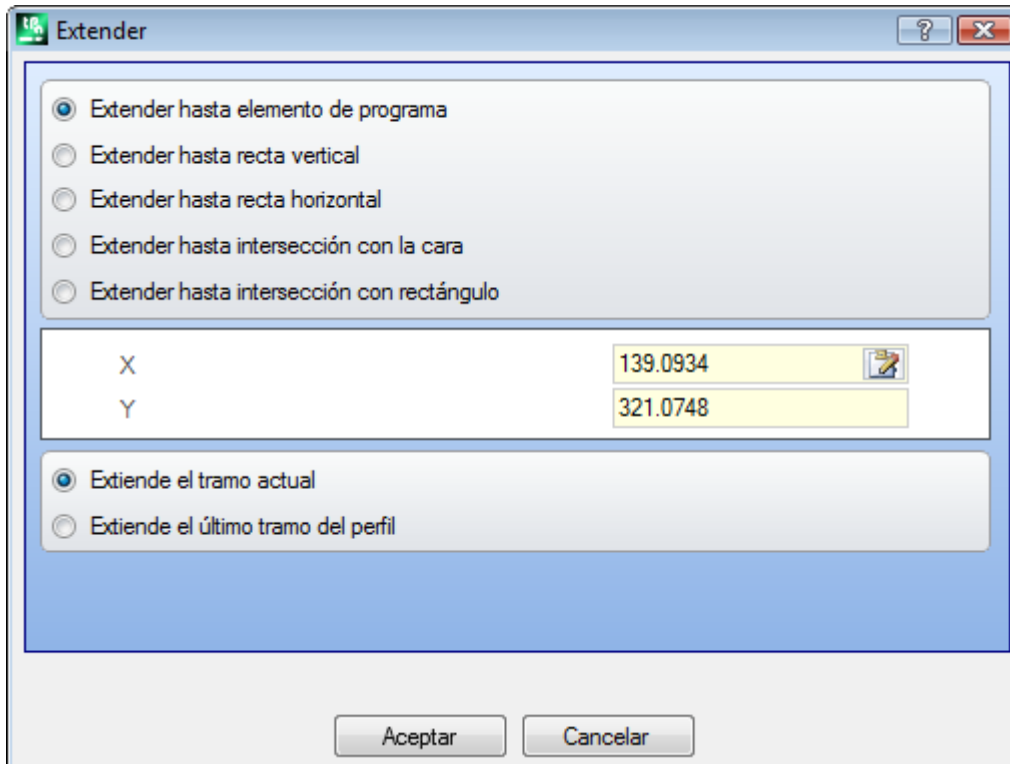 Extender
Extender hasta elemento de programa
Extender hasta recta vertical
Extender hasta recta horizontal
Extender hasta intersección con la cara
Extender hasta intersección con rectángulo
X 139.0934
Y 321.0748
Extiende el tramo actual
Extiende el último tramo del perfil
Aceptar Cancelar